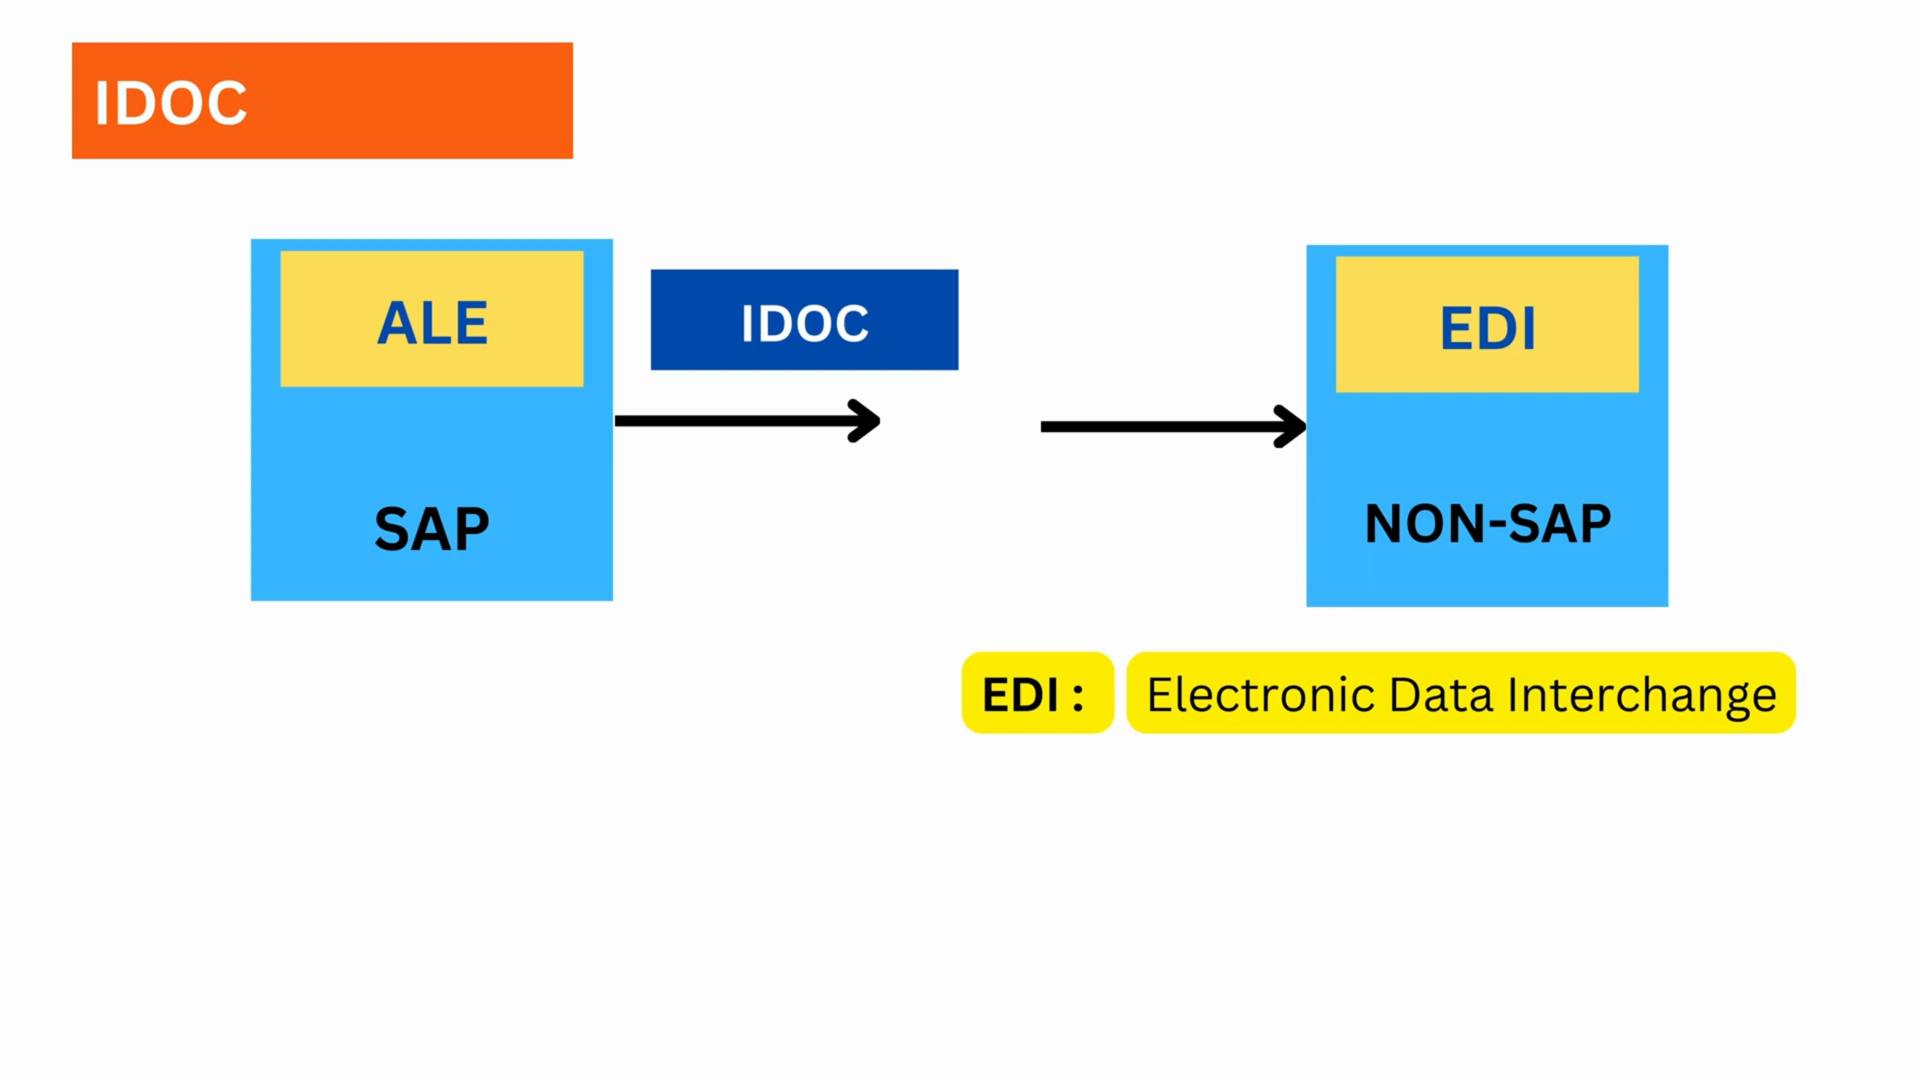 IDOC
ALE
IDOC
EDI
SAP
NON-SAP
EDI : Electronic Data Interchange